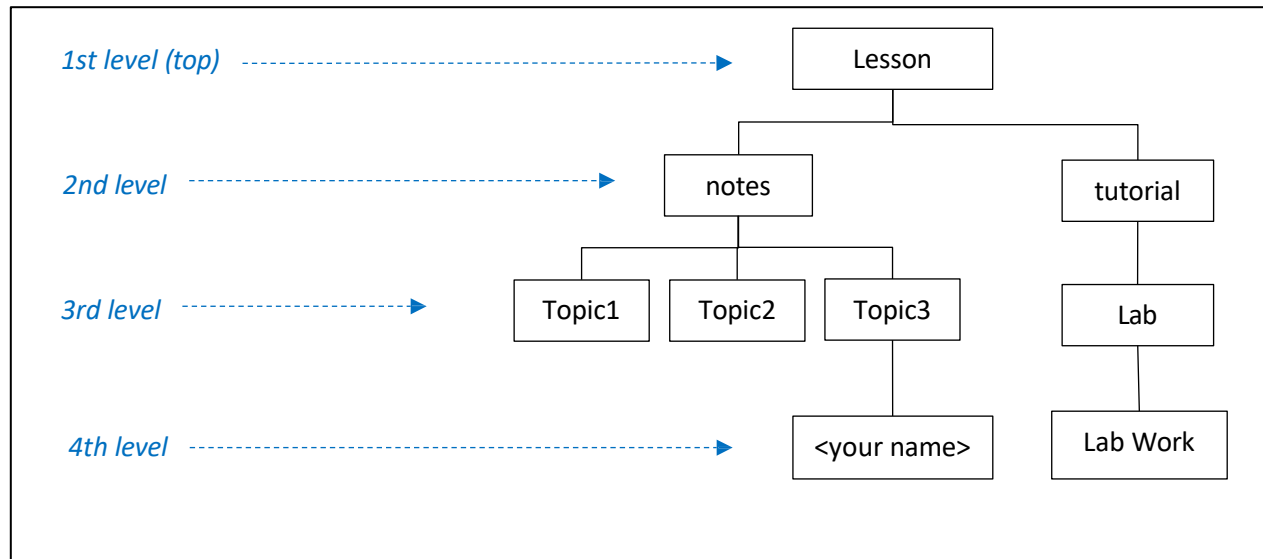 1st level (top)
Lesson
2nd level
notes
tutorial
3rd level
Topic1
Topic2
Topic3
Lab
4th level
<your name>
Lab Work